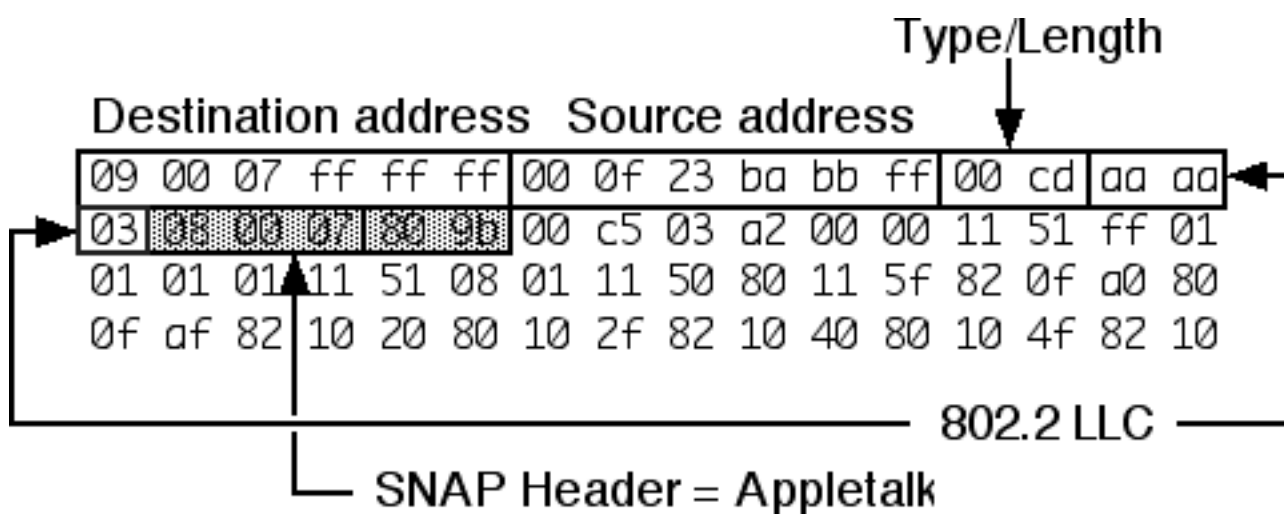 Type/Length
Destination address Source address
09 00 07 ff ff ff 00 0f 23 ba bb ff 00 cd aa aa
03 08 00 07 80 9b 00 c5 03 a2 00 00 11 51 ff 01
01 01 01 11 51 08 01 11 50 80 11 5f 82 0f a0 80
0f af 82 10 20 80 10 2f 82 10 40 80 10 4f 82 10
802.2 LLC
SNAP Header = Appletalk